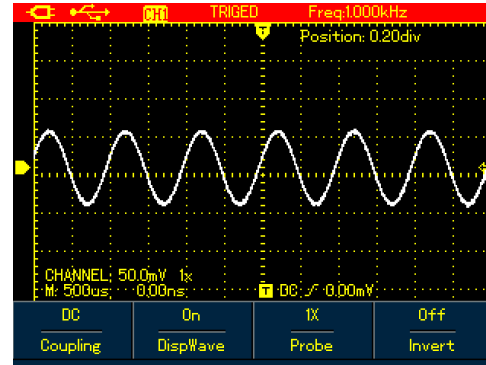 CH1 TRIGED Freq:1.000kHz
T
Position: 0.20div
CHANNEL; 50.0mV 1x
M: 500us; 0.00ns; T DC; 0.00mV
DC On 1X Off
Coupling DispWave Probe Invert